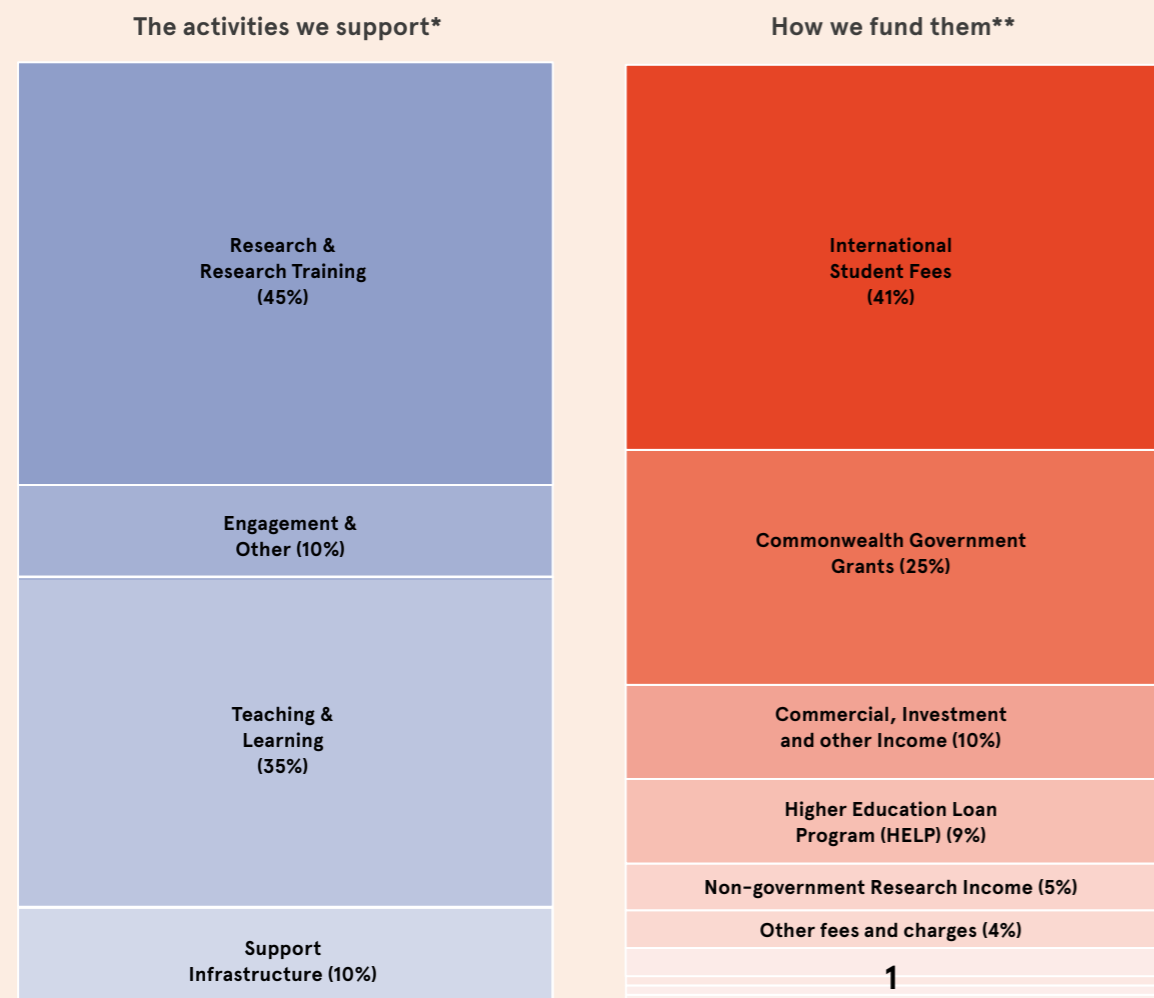 The activities we support*
Research &
Research Training
(45%)
Engagement &
Other (10%)
Teaching &
Learning
(35%)
Support
Infrastructure (10%)
How we fund them**
International
Student Fees
(41%)
Commonwealth Government
Grants (25%)
Commercial, Investment
and other Income (10%)
Higher Education Loan
Program (HELP) (9%)
Non-government Research Income (5%)
Other fees and charges (4%)
1